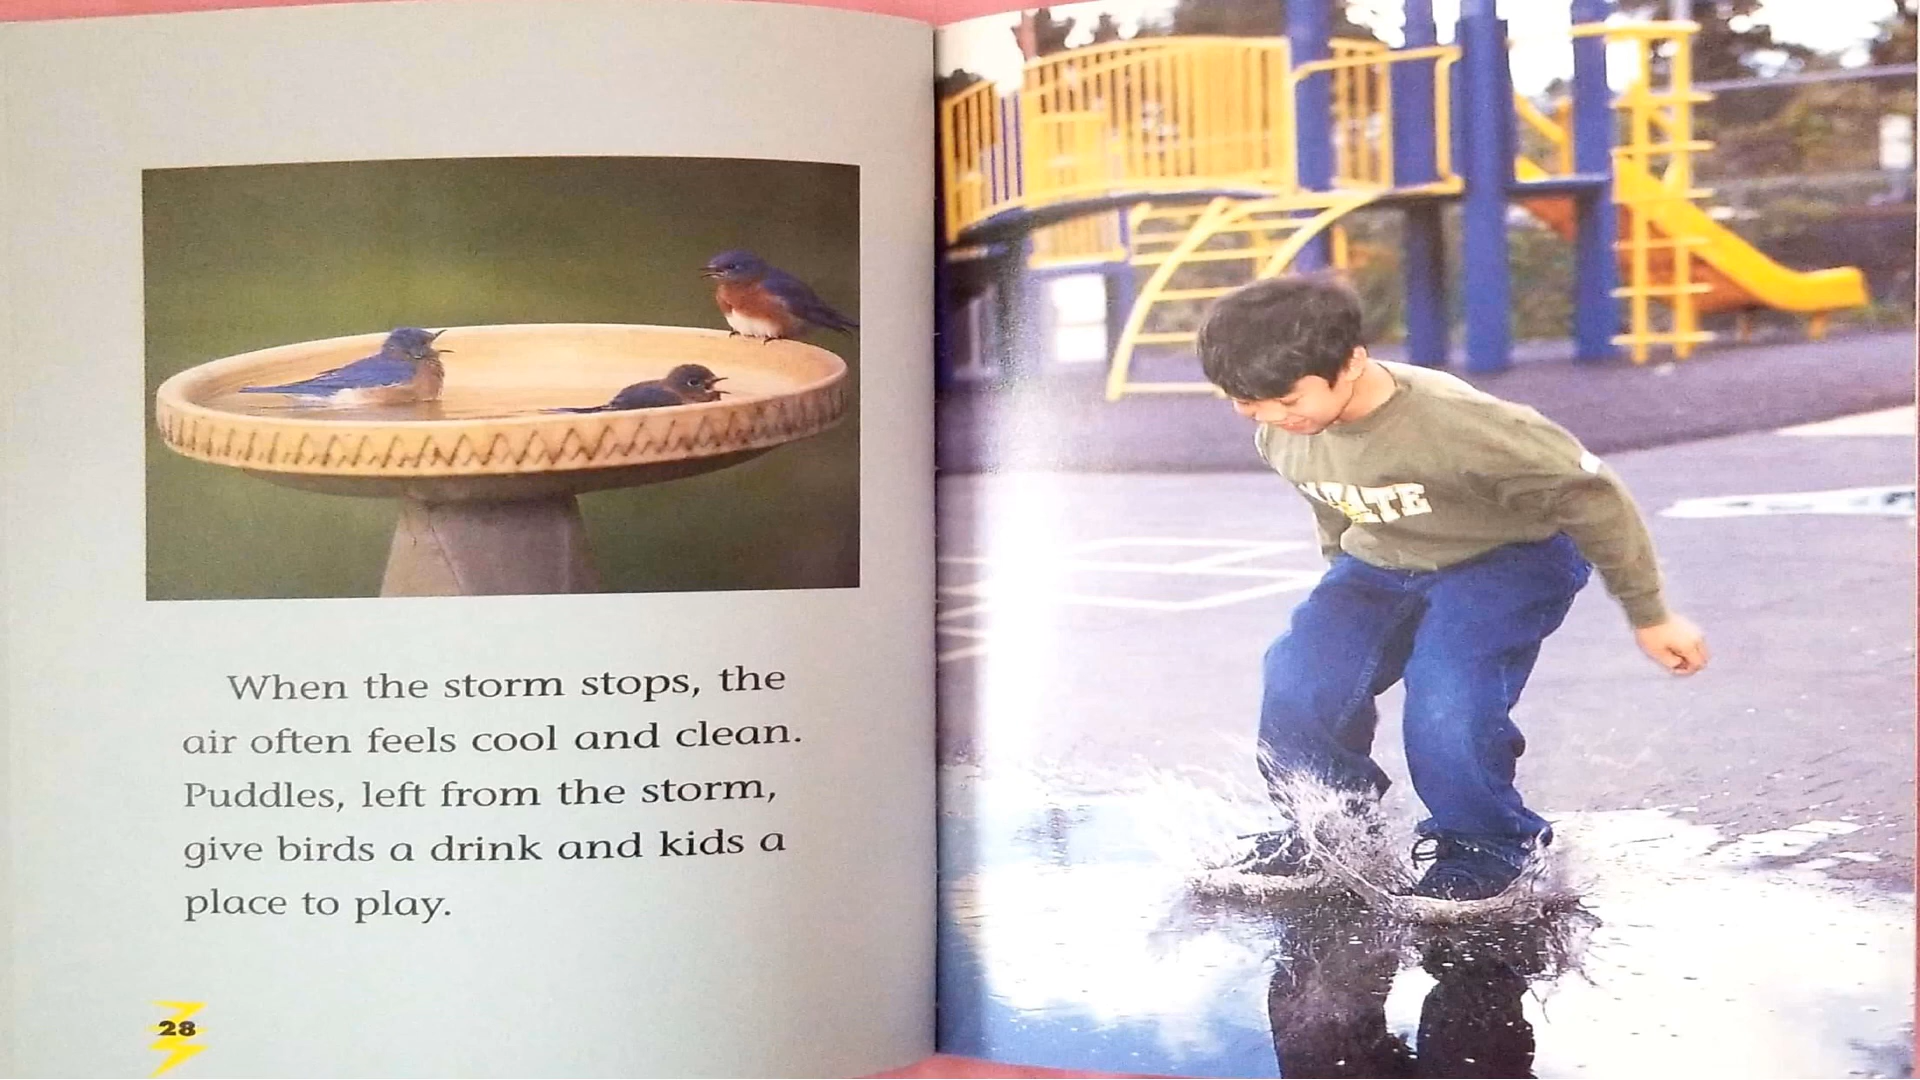 When the storm stops, the
air often feels cool and clean.
Puddles, left from the storm,
give birds a drink and kids a
place to play.
28